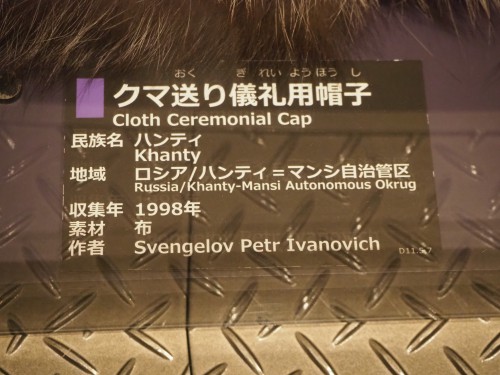 おく ぎ れい よう ぼう し
クマ送り儀礼用帽子
Cloth Ceremonial Cap
民族名 ハンティ
Khanty
地域 ロシア/ハンティ=マンシ自治管区
Russia/Khanty-Mansi Autonomous Okrug
収集年 1998年
素材 布
作者 Svengelov Petr Ivanovich